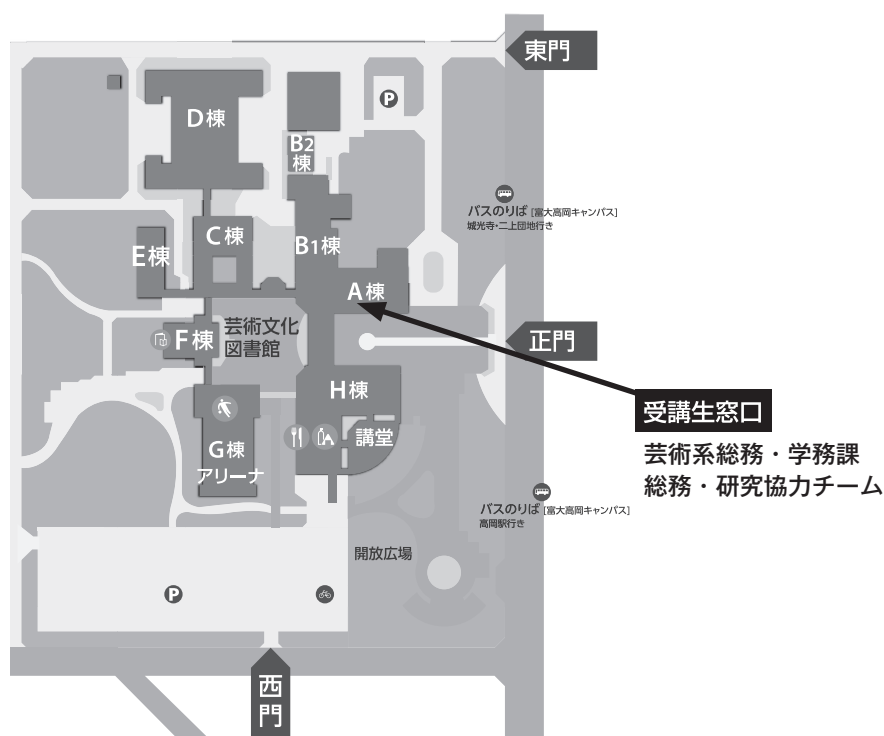 東門
P
D棟
B2
棟
バスのりば [富大高岡キャンパス]
城光寺・二上団地行き
C棟
B1棟
E棟
A棟
芸術文化
図書館
F棟
正門
H棟
受講生窓口
芸術系総務・学務課
総務・研究協力チーム
講堂
G棟
アリーナ
バスのりば [富大高岡キャンパス]
高岡駅行き
開放広場
P
西
門